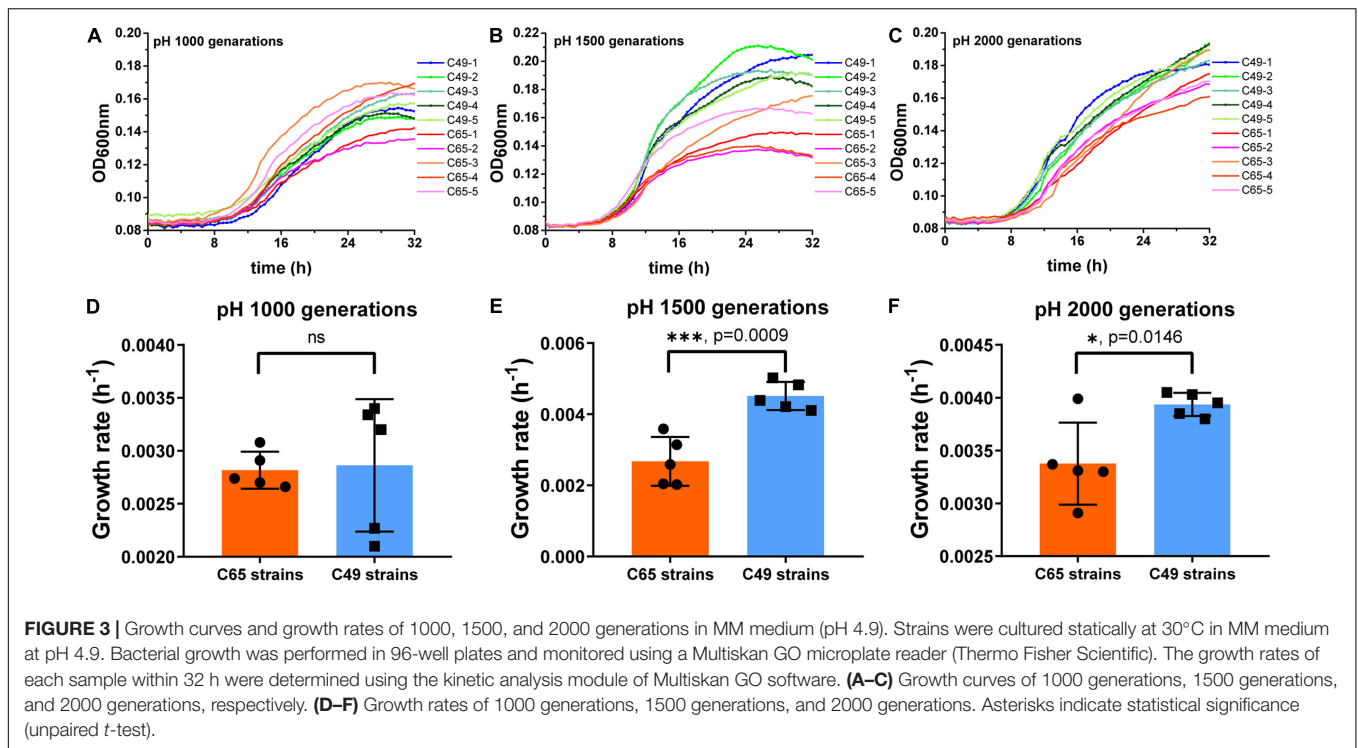 A
pH 1000 genarations
OD600nm
0.20
0.18
0.16
0.14
0.12
0.10
0.08
0
8
16
24
32
time (h)
C49-1
C49-2
C49-3
C49-4
C49-5
C65-1
C65-2
C65-3
C65-4
C65-5
B
pH 1500 genarations
OD600nm
0.22
0.20
0.18
0.16
0.14
0.12
0.10
0.08
0
8
16
24
32
time (h)
C49-1
C49-2
C49-3
C49-4
C49-5
C65-1
C65-2
C65-3
C65-4
C65-5
C
pH 2000 genarations
OD600nm
0.20
0.18
0.16
0.14
0.12
0.10
0.08
0
8
16
24
32
time (h)
C49-1
C49-2
C49-3
C49-4
C49-5
C65-1
C65-2
C65-3
C65-4
C65-5
D
pH 1000 generations
ns
Growth rate (h-1)
0.0040
0.0035
0.0030
0.0025
0.0020
C65 strains
C49 strains
E
pH 1500 generations
***, p=0.0009
Growth rate (h-1)
0.006
0.004
0.002
0.000
C65 strains
C49 strains
F
pH 2000 generations
*, p=0.0146
Growth rate (h-1)
0.0045
0.0040
0.0035
0.0030
0.0025
C65 strains
C49 strains
FIGURE 3 | Growth curves and growth rates of 1000, 1500, and 2000 generations in MM medium (pH 4.9). Strains were cultured statically at 30°C in MM medium
at pH 4.9. Bacterial growth was performed in 96-well plates and monitored using a Multiskan GO microplate reader (Thermo Fisher Scientific). The growth rates of
each sample within 32 h were determined using the kinetic analysis module of Multiskan GO software. (A–C) Growth curves of 1000 generations, 1500 generations,
and 2000 generations, respectively. (D–F) Growth rates of 1000 generations, 1500 generations, and 2000 generations. Asterisks indicate statistical significance
(unpaired t-test).